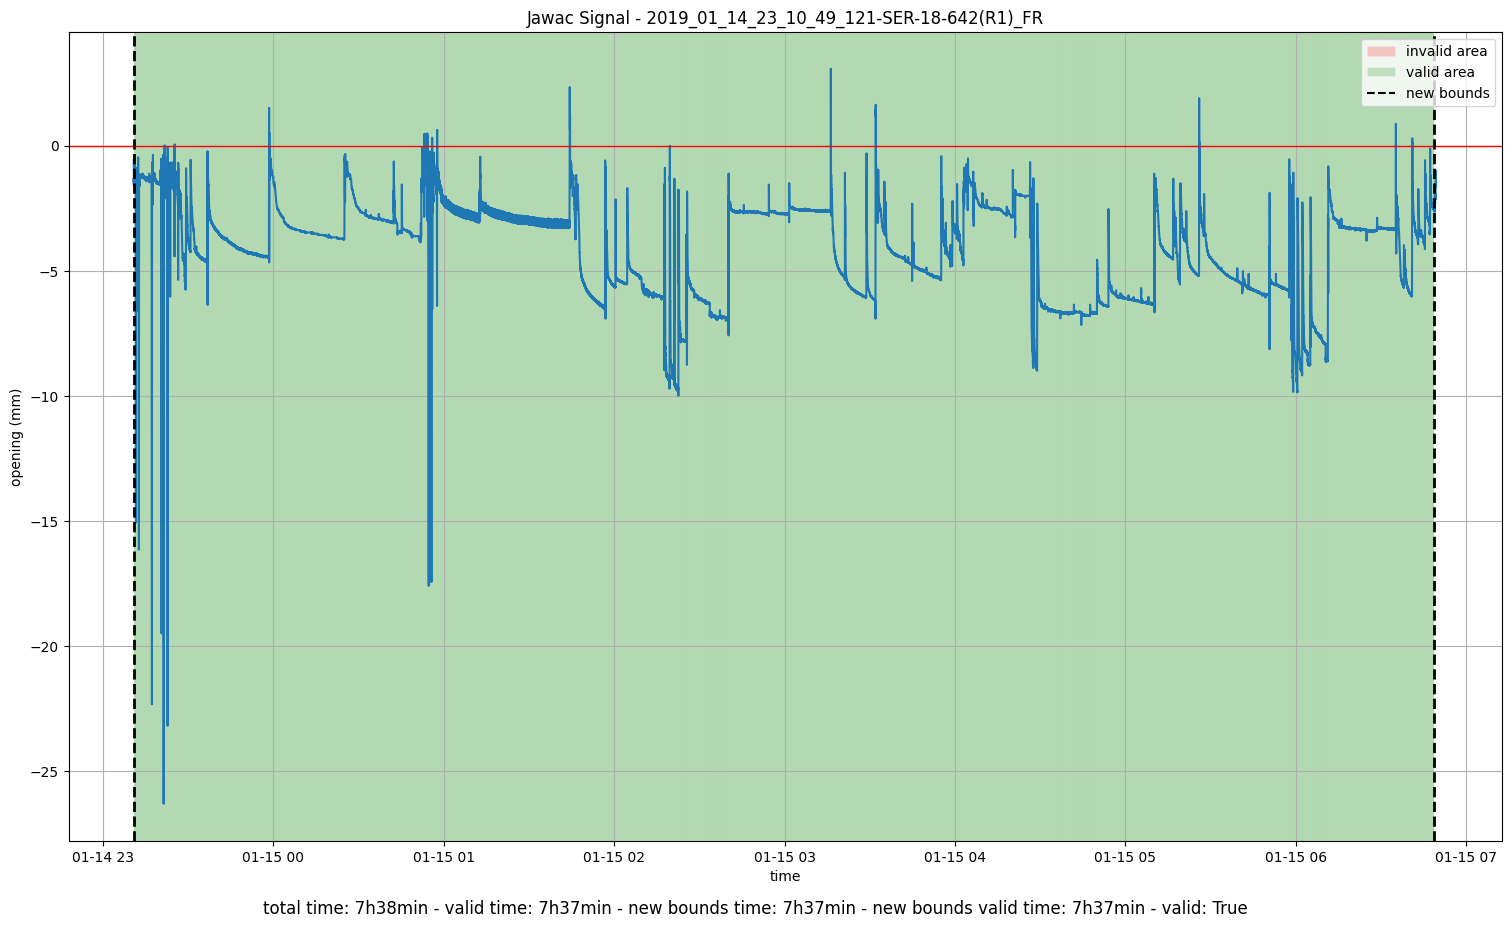 Jawac Signal - 2019_01_14_23_10_49_121-SER-18-642(R1)_FR
invalid area
valid area
new bounds
0
−5
−10
−15
−20
−25
opening (mm)
01-14 23
01-15 00
01-15 01
01-15 02
01-15 03
01-15 04
01-15 05
01-15 06
01-15 07
time
total time: 7h38min - valid time: 7h37min - new bounds time: 7h37min - new bounds valid time: 7h37min - valid: True